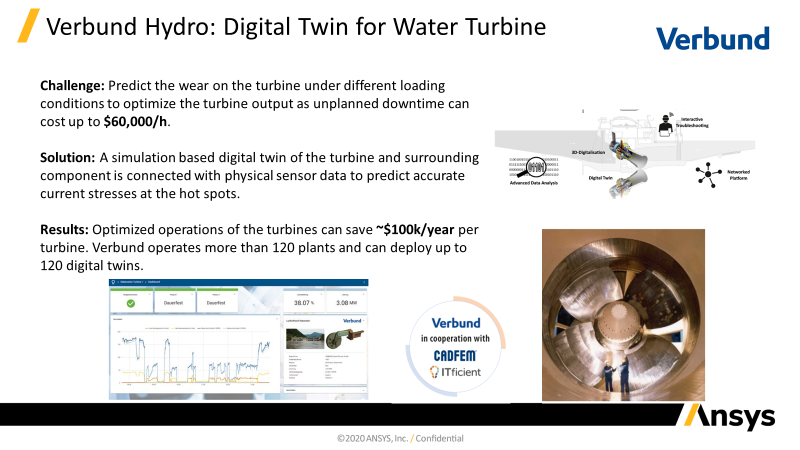 Verbund Hydro: Digital Twin for Water Turbine
Verbund
Challenge: Predict the wear on the turbine under different loading
conditions to optimize the turbine output as unplanned downtime can
cost up to $60,000/h.
Solution: A simulation based digital twin of the turbine and surrounding
component is connected with physical sensor data to predict accurate
current stresses at the hot spots.
Results: Optimized operations of the turbines can save ~$100k/year per
turbine. Verbund operates more than 120 plants and can deploy up to
120 digital twins.
Interactive
Troubleshooting
3D-Digitalisation
Advanced Data Analysis
Digital Twin
Networked
Platform
Dauerfest
Dauerfest
38.07 %
3.08 MW
Verbund
Verbund
in cooperation with
CADFEM
ITficient
Ansys
©2020 ANSYS, Inc. / Confidential